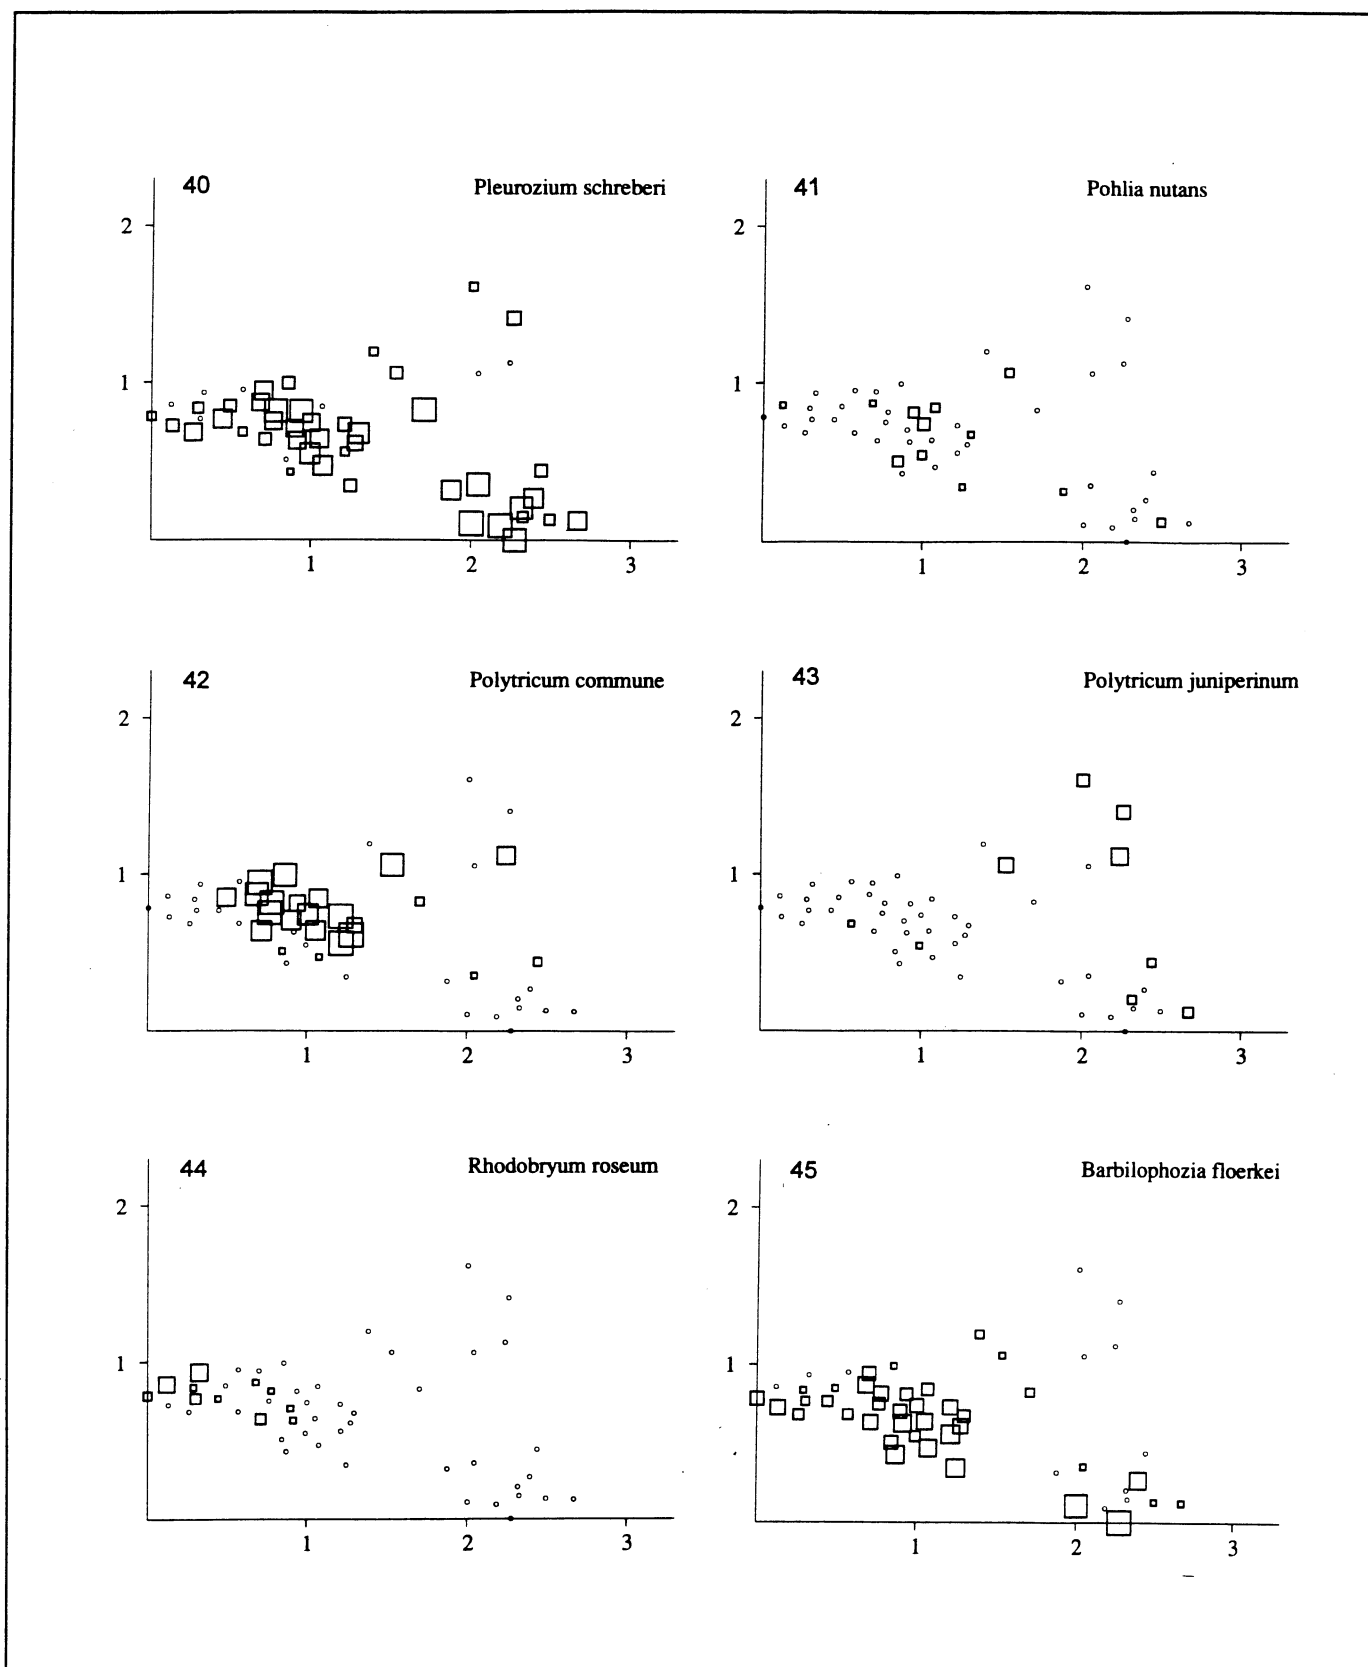 40 Pleurozium schreberi
2
1
1 2 3
41 Pohlia nutans
2
1
1 2 3
42 Polytricum commune
2
1
1 2 3
43 Polytricum juniperinum
2
1
1 2 3
44 Rhodobryum roseum
2
1
1 2 3
45 Barbilophozia floerkei
2
1
1 2 3